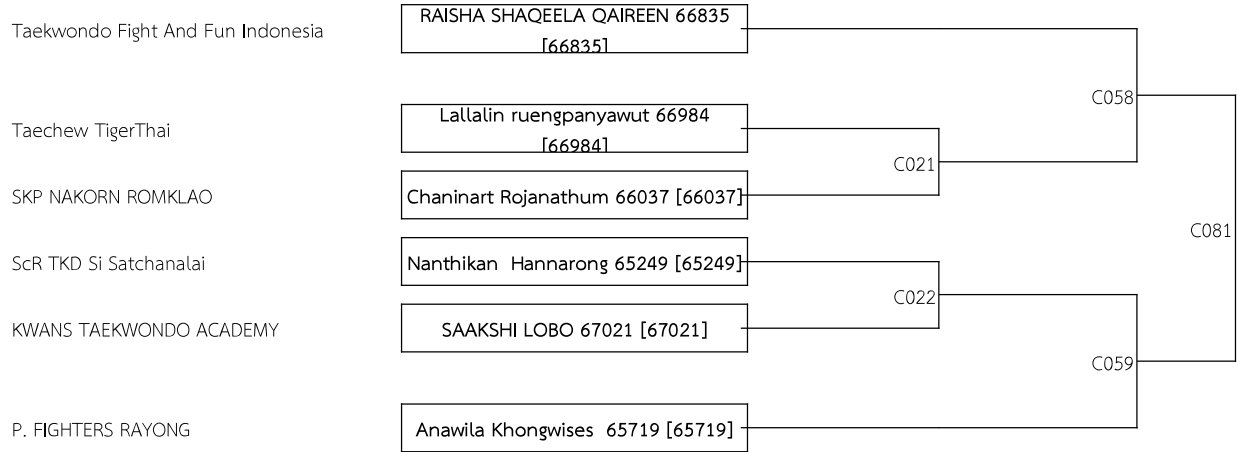 Taekwondo Fight And Fun Indonesia
RAISHA SHAQEELA QAIREEN 66835
[66835]
C058
Taechew TigerThai
Lallalin ruengpanyawut 66984
[66984]
C021
SKP NAKORN ROMKLAO
Chaninart Rojanathum 66037 [66037]
C081
ScR TKD Si Satchanalai
Nanthikan  Hannarong 65249 [65249]
C022
KWANS TAEKWONDO ACADEMY
SAAKSHI LOBO 67021 [67021]
C059
P. FIGHTERS RAYONG
Anawila Khongwises  65719 [65719]